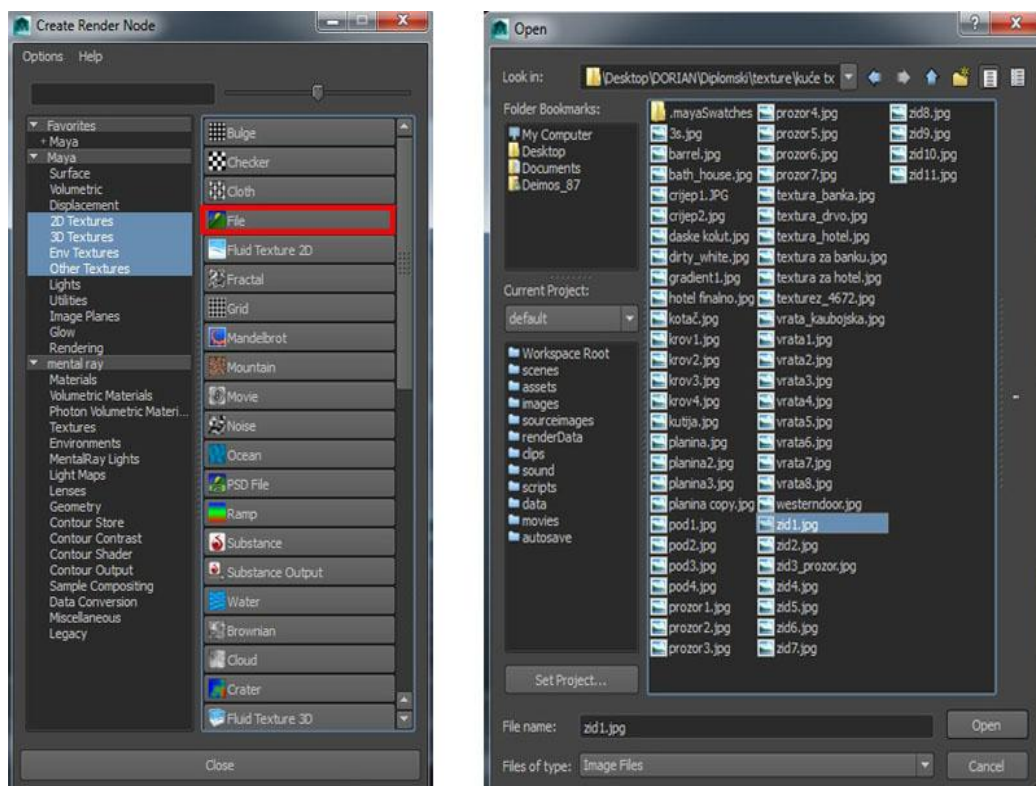 Create Render Node
Options Help
Favorites
+ Maya
Maya
Surface
Volumetric
Displacement
2D Textures
3D Textures
Env Textures
Other Textures
Lights
Utilities
Image Planes
Glow
Rendering
mental ray
Materials
Volumetric Materials
Photon Volumetric Materi...
Textures
Environments
MentalRay Lights
Light Maps
Lenses
Geometry
Contour Store
Contour Contrast
Contour Shader
Contour Output
Sample Compositing
Data Conversion
Miscellaneous
Legacy
Bulge
Checker
Cloth
File
Fluid Texture 2D
Fractal
Grid
Mandelbrot
Mountain
Movie
Noise
Ocean
PSD File
Ramp
Substance
Substance Output
Water
Brownian
Cloud
Crater
Fluid Texture 3D
Close
Open
Look in: \Desktop\DORIAN\Diplomski\texture\kuće tx
Folder Bookmarks:
My Computer
Desktop
Documents
Deimos_87
Current Project:
default
Workspace Root
scenes
assets
images
sourceimages
renderData
clips
sound
scripts
data
movies
autosave
Set Project...
.mayaSwatches
3s.jpg
barrel.jpg
bath_house.jpg
crijep1.JPG
crijep2.jpg
daske kolut.jpg
dirty_white.jpg
gradient1.jpg
hotel finalno.jpg
kotač.jpg
krov1.jpg
krov2.jpg
krov3.jpg
krov4.jpg
kutija.jpg
planina.jpg
planina2.jpg
planina3.jpg
planina copy.jpg
pod1.jpg
pod2.jpg
pod3.jpg
pod4.jpg
prozor1.jpg
prozor2.jpg
prozor3.jpg
prozor4.jpg
prozor5.jpg
prozor6.jpg
prozor7.jpg
textura_banka.jpg
textura_drvo.jpg
textura_hotel.jpg
textura za banku.jpg
textura za hotel.jpg
texturez_4672.jpg
vrata_kaubojska.jpg
vrata1.jpg
vrata2.jpg
vrata3.jpg
vrata4.jpg
vrata5.jpg
vrata6.jpg
vrata7.jpg
vrata8.jpg
westerndoor.jpg
zid1.jpg
zid2.jpg
zid3_prozor.jpg
zid4.jpg
zid5.jpg
zid6.jpg
zid7.jpg
zid8.jpg
zid9.jpg
zid10.jpg
zid11.jpg
File name: zid1.jpg
Open
Files of type: Image Files
Cancel